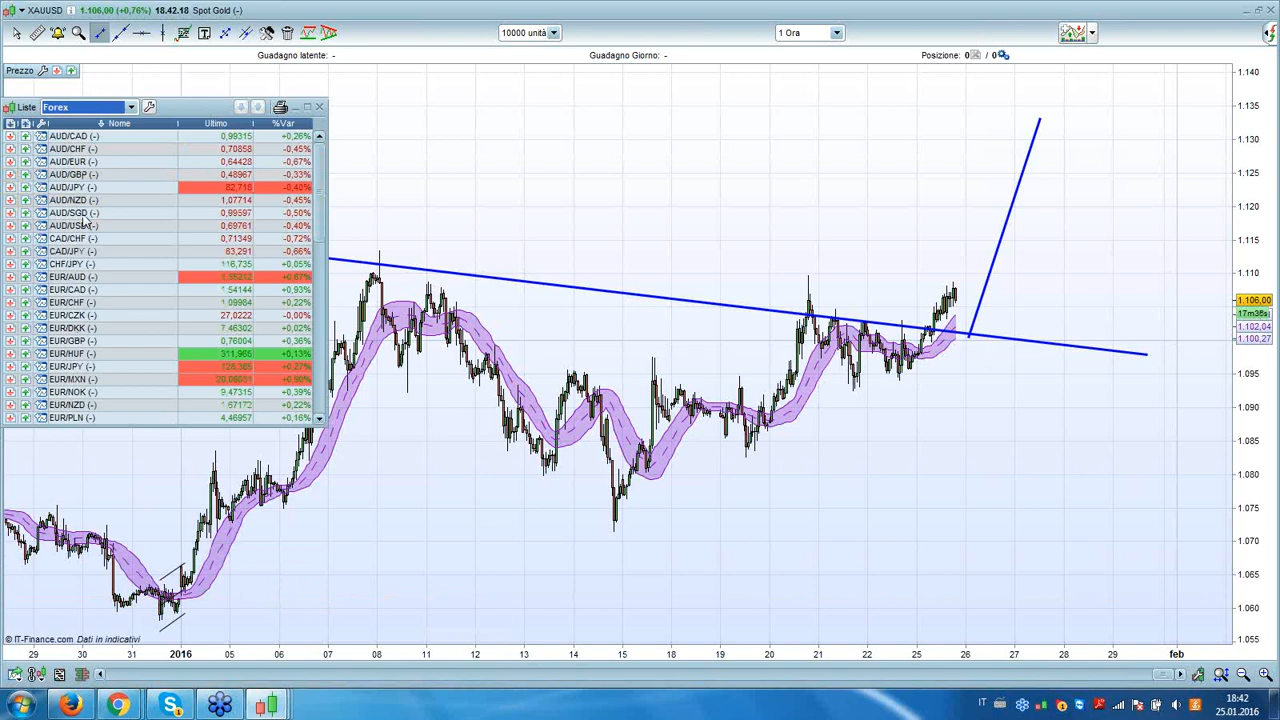 XAUUSD 1.106,00 (+0,76%) 18.42.18 Spot Gold (-)
10000 unità 1 Ora
Guadagno latente: - Guadagno Giorno: - Posizione: 0 / 0
Prezzo
Liste Forex
Nome Ultimo %Var
AUD/CAD (-) 0,99315 +0,26%
AUD/CHF (-) 0,70858 -0,45%
AUD/EUR (-) 0,64428 -0,67%
AUD/GBP (-) 0,48967 -0,33%
AUD/JPY (-) 82,716 -0,40%
AUD/NZD (-) 1,07714 -0,45%
AUD/SGD (-) 0,99597 -0,50%
AUD/USD (-) 0,69761 -0,40%
CAD/CHF (-) 0,71349 -0,72%
CAD/JPY (-) 83,291 -0,66%
CHF/JPY (-) 116,735 +0,05%
EUR/AUD (-) +0,67%
EUR/CAD (-) 1,54144 +0,93%
EUR/CHF (-) 1,09984 +0,22%
EUR/CZK (-) 27,0222 -0,00%
EUR/DKK (-) 7,46302 +0,02%
EUR/GBP (-) 0,76004 +0,36%
EUR/HUF (-) 311,965 +0,13%
EUR/JPY (-) +0,27%
EUR/MXN (-) +0,90%
EUR/NOK (-) 9,47315 +0,39%
EUR/NZD (-) 1,67172 +0,22%
EUR/PLN (-) 4,46957 +0,16%
1.140
1.135
1.130
1.125
1.120
1.115
1.110
1.106,00
17m36s
1.102,04
1.100,27
1.095
1.090
1.085
1.080
1.075
1.070
1.065
1.060
1.055
© IT-Finance.com Dati in indicativi
29 30 31 2016 05 06 07 08 11 12 13 14 15 18 19 20 21 22 25 26 27 28 29 feb
IT 18:42
25.01.2016